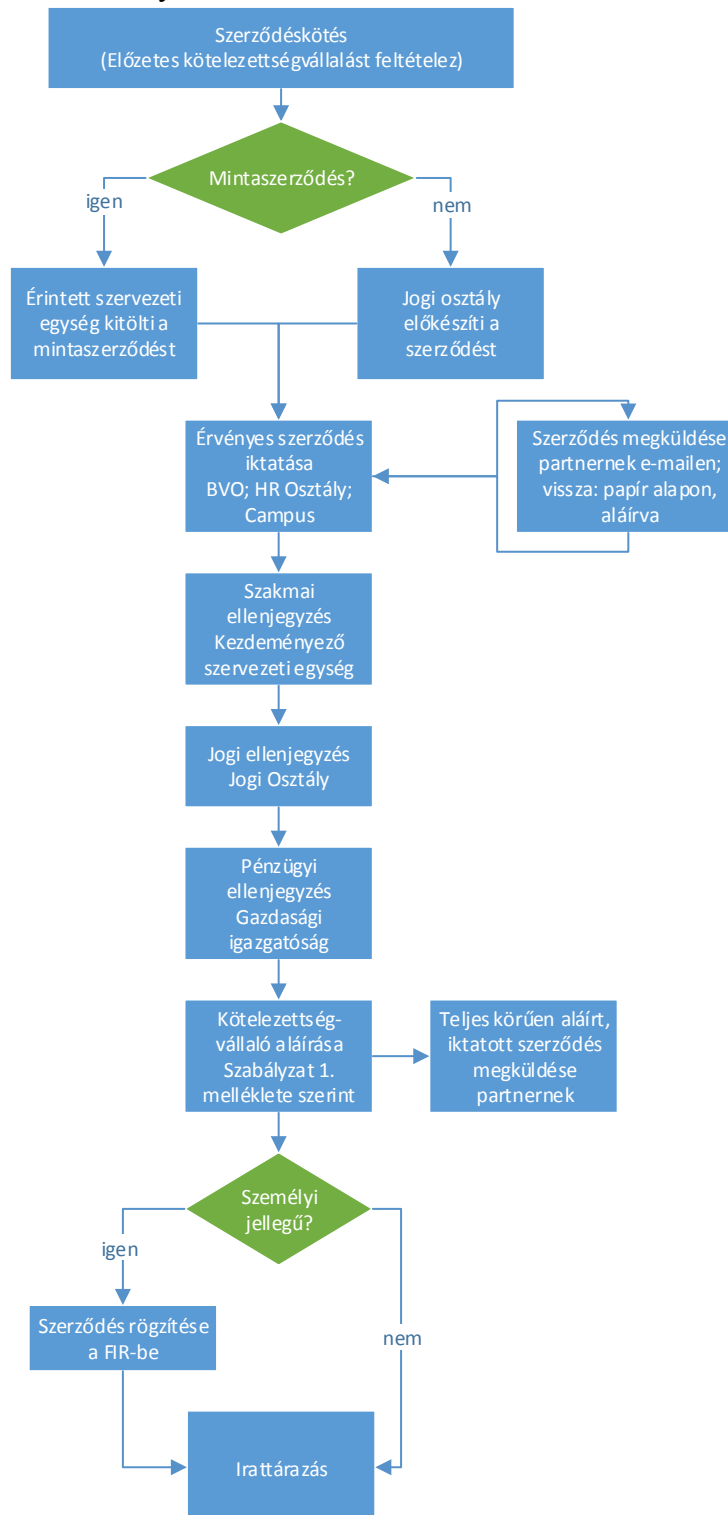 Szerződéskötés
(Előzetes kötelezettségvállalást feltételez)
Mintaszerződés?
igen
nem
Érintett szervezeti
egység kitölti a
mintaszerződést
Jogi osztály
előkészíti a
szerződést
Érvényes szerződés
iktatása
BVO; HR Osztály;
Campus
Szerződés megküldése
partnernek e-mailen;
vissza: papír alapon,
aláírva
Szakmai
ellenjegyzés
Kezdeményező
szervezeti egység
Jogi ellenjegyzés
Jogi Osztály
Pénzügyi
ellenjegyzés
Gazdasági
igazgatóság
Kötelezettség-
vállaló aláírása
Szabályzat 1.
melléklete szerint
Teljes körűen aláírt,
iktatott szerződés
megküldése
partnernek
Személyi
jellegű?
igen
nem
Szerződés rögzítése
a FIR-be
Irattárazás